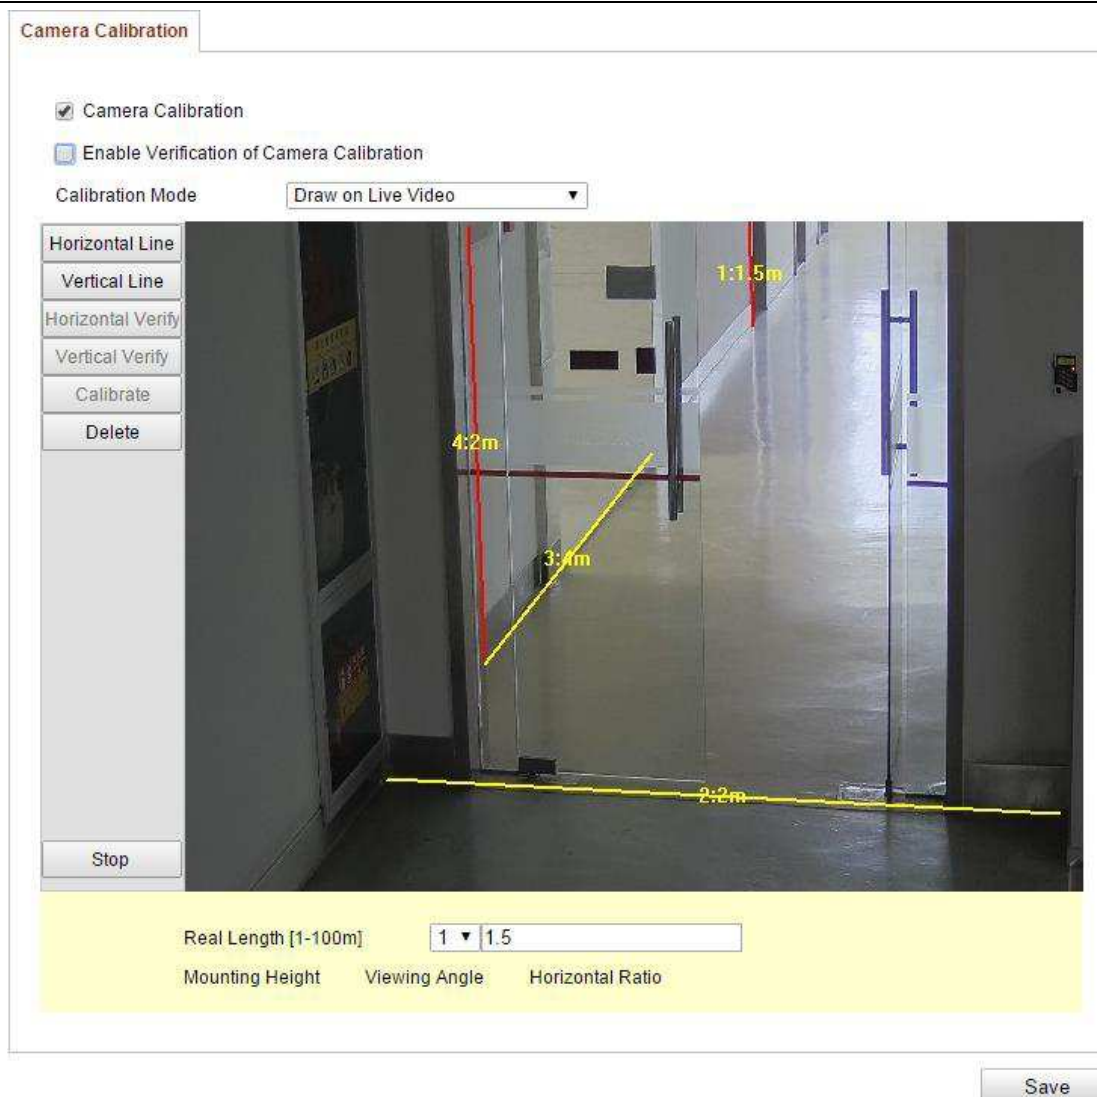 Camera Calibration
Camera Calibration
Enable Verification of Camera Calibration
Calibration Mode Draw on Live Video
Horizontal Line
Vertical Line
Horizontal Verify
Vertical Verify
Calibrate
Delete
1:1.5m
4:2m
3:4m
2:2m
Stop
Real Length [1-100m] 1 1.5
Mounting Height Viewing Angle Horizontal Ratio
Save